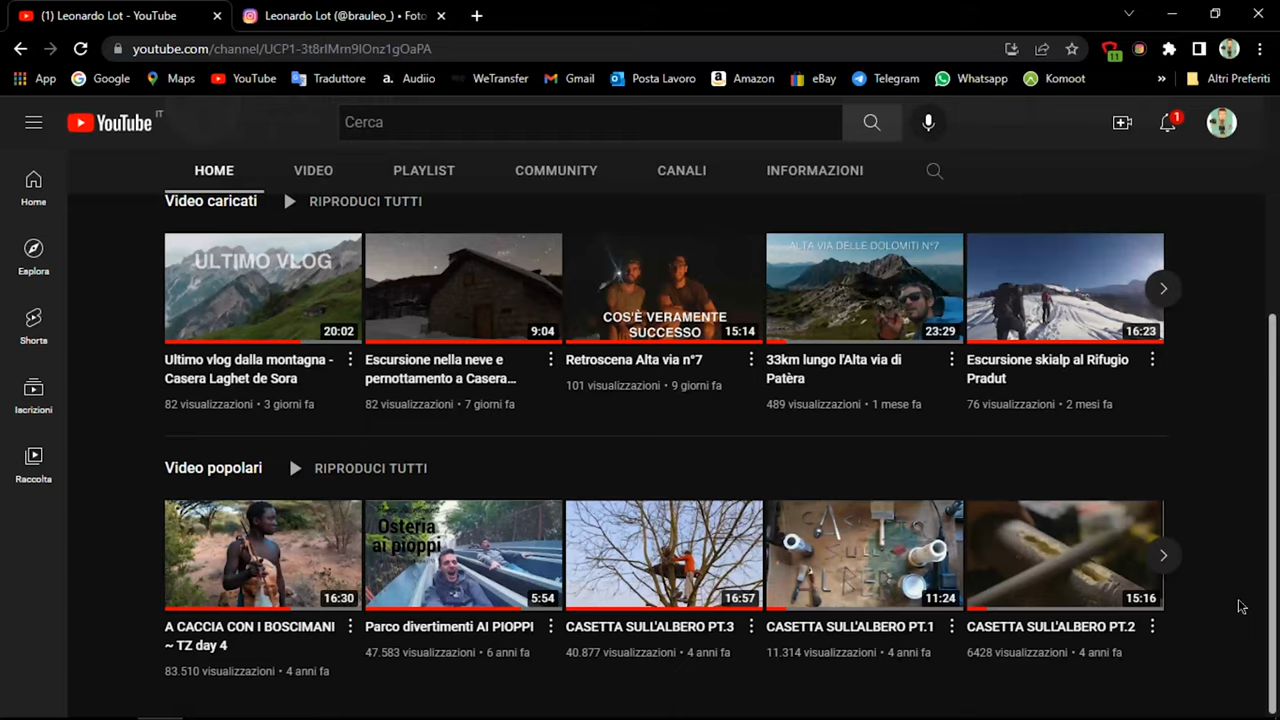 (1) Leonardo Lot - YouTube
Leonardo Lot (@brauleo_) • Foto
youtube.com/channel/UCP1-3t8rIMrn9IOnz1gOaPA
11
App
Google
Maps
YouTube
Traduttore
a. Audiio
WeTransfer
Gmail
Posta Lavoro
Amazon
eBay
Telegram
Whatsapp
Komoot
»
Altri Preferiti
YouTube IT
Cerca
1
HOME
VIDEO
PLAYLIST
COMMUNITY
CANALI
INFORMAZIONI
Home
Esplora
Shorts
Iscrizioni
Raccolta
Video caricati
RIPRODUCI TUTTI
ULTIMO VLOG
20:02
9:04
COS'È VERAMENTE
SUCCESSO
15:14
ALTA VIA DELLE DOLOMITI N°7
23:29
16:23
Ultimo vlog dalla montagna -
Casera Laghet de Sora
82 visualizzazioni • 3 giorni fa
Escursione nella neve e
pernottamento a Casera...
82 visualizzazioni • 7 giorni fa
Retroscena Alta via n°7
101 visualizzazioni • 9 giorni fa
33km lungo l'Alta via di
Patèra
489 visualizzazioni • 1 mese fa
Escursione skialp al Rifugio
Pradut
76 visualizzazioni • 2 mesi fa
Video popolari
RIPRODUCI TUTTI
16:30
Osteria
ai pioppi
5:54
16:57
CASETTA
SULL'
ALBERO
11:24
15:16
A CACCIA CON I BOSCIMANI
~ TZ day 4
83.510 visualizzazioni • 4 anni fa
Parco divertimenti AI PIOPPI
47.583 visualizzazioni • 6 anni fa
CASETTA SULL'ALBERO PT.3
40.877 visualizzazioni • 4 anni fa
CASETTA SULL'ALBERO PT.1
11.314 visualizzazioni • 4 anni fa
CASETTA SULL'ALBERO PT.2
6428 visualizzazioni • 4 anni fa